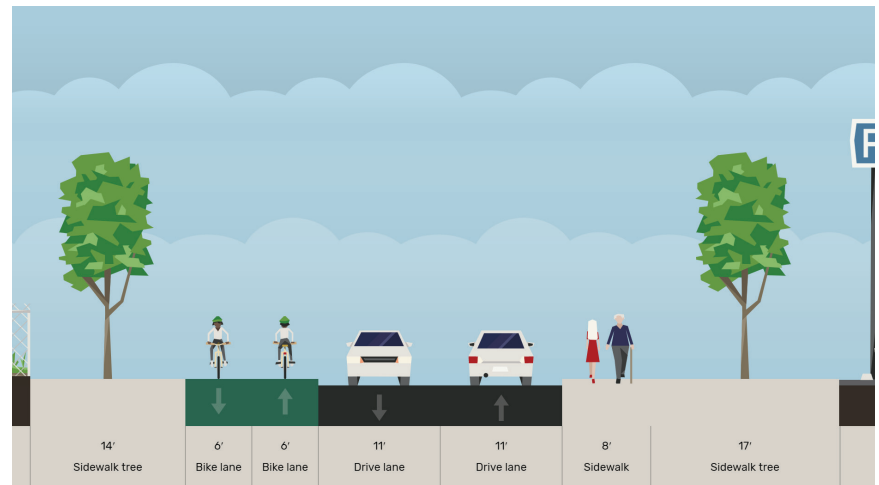 P
14′
6′
6′
11′
11′
8′
17′
Sidewalk tree
Bike lane
Bike lane
Drive lane
Drive lane
Sidewalk
Sidewalk tree